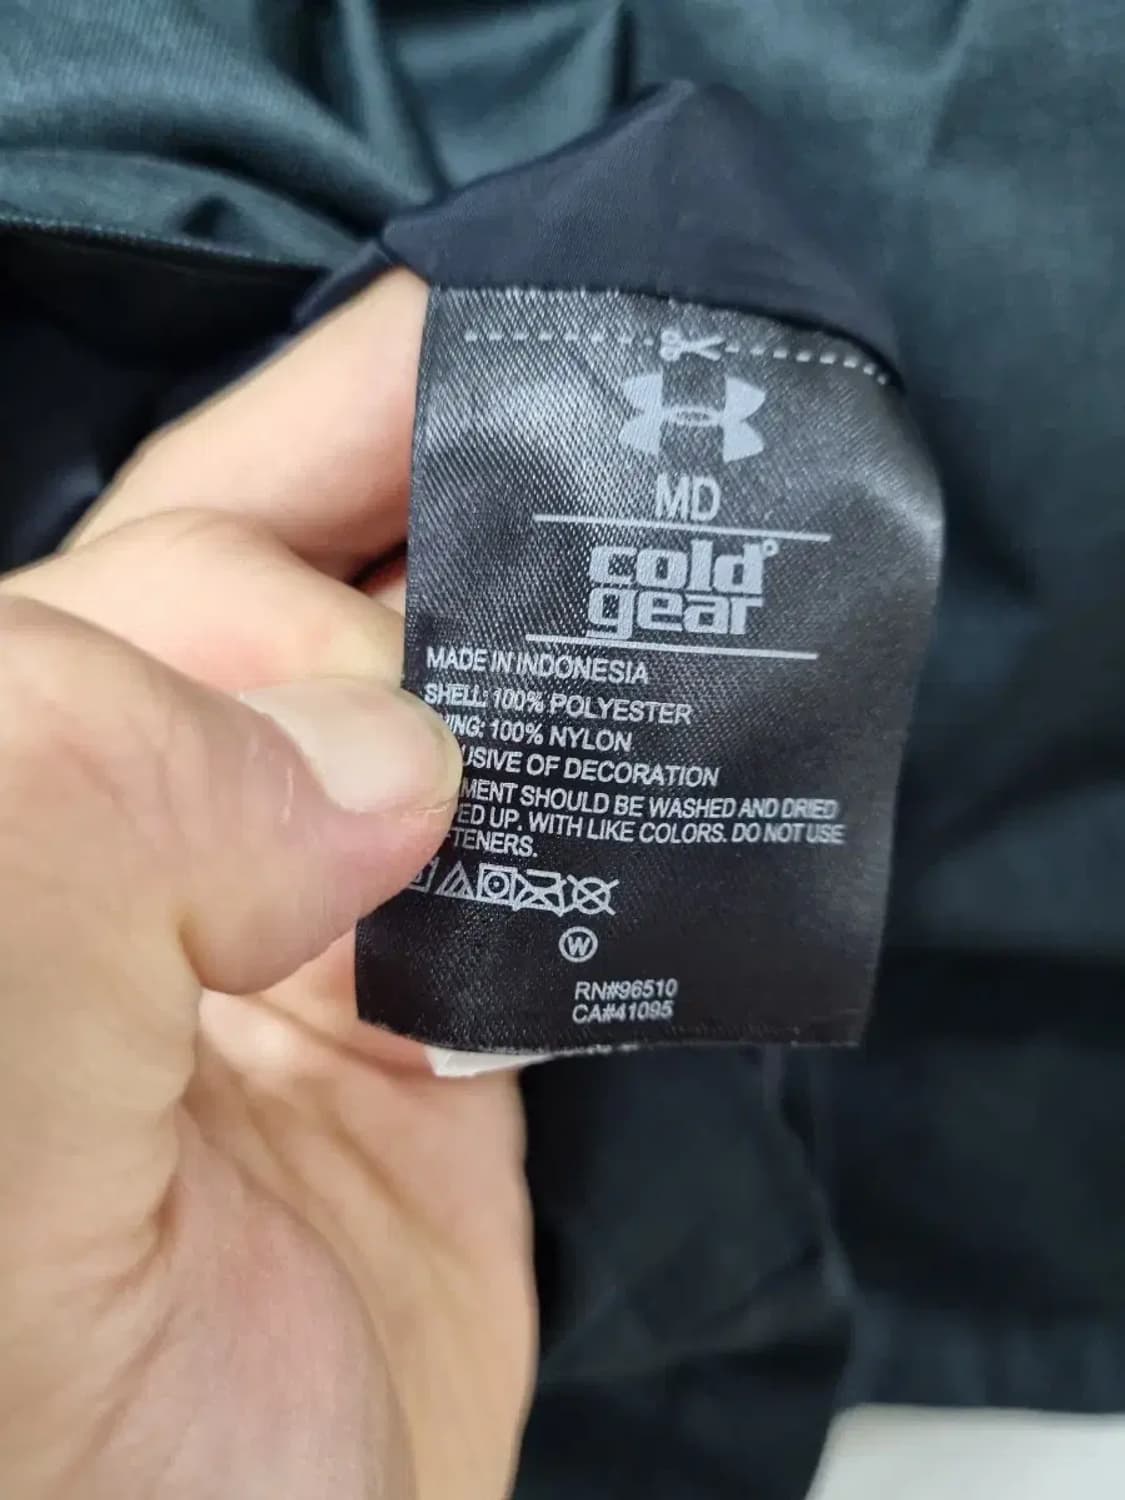 MD
cold
gear
MADE IN INDONESIA
SHELL: 100% POLYESTER
100% NYLON
OF DECORATION
SHOULD BE WASHED AND DRIED
UP. WITH LIKE COLORS. DO NOT USE
W
RN#96510
CA#41095